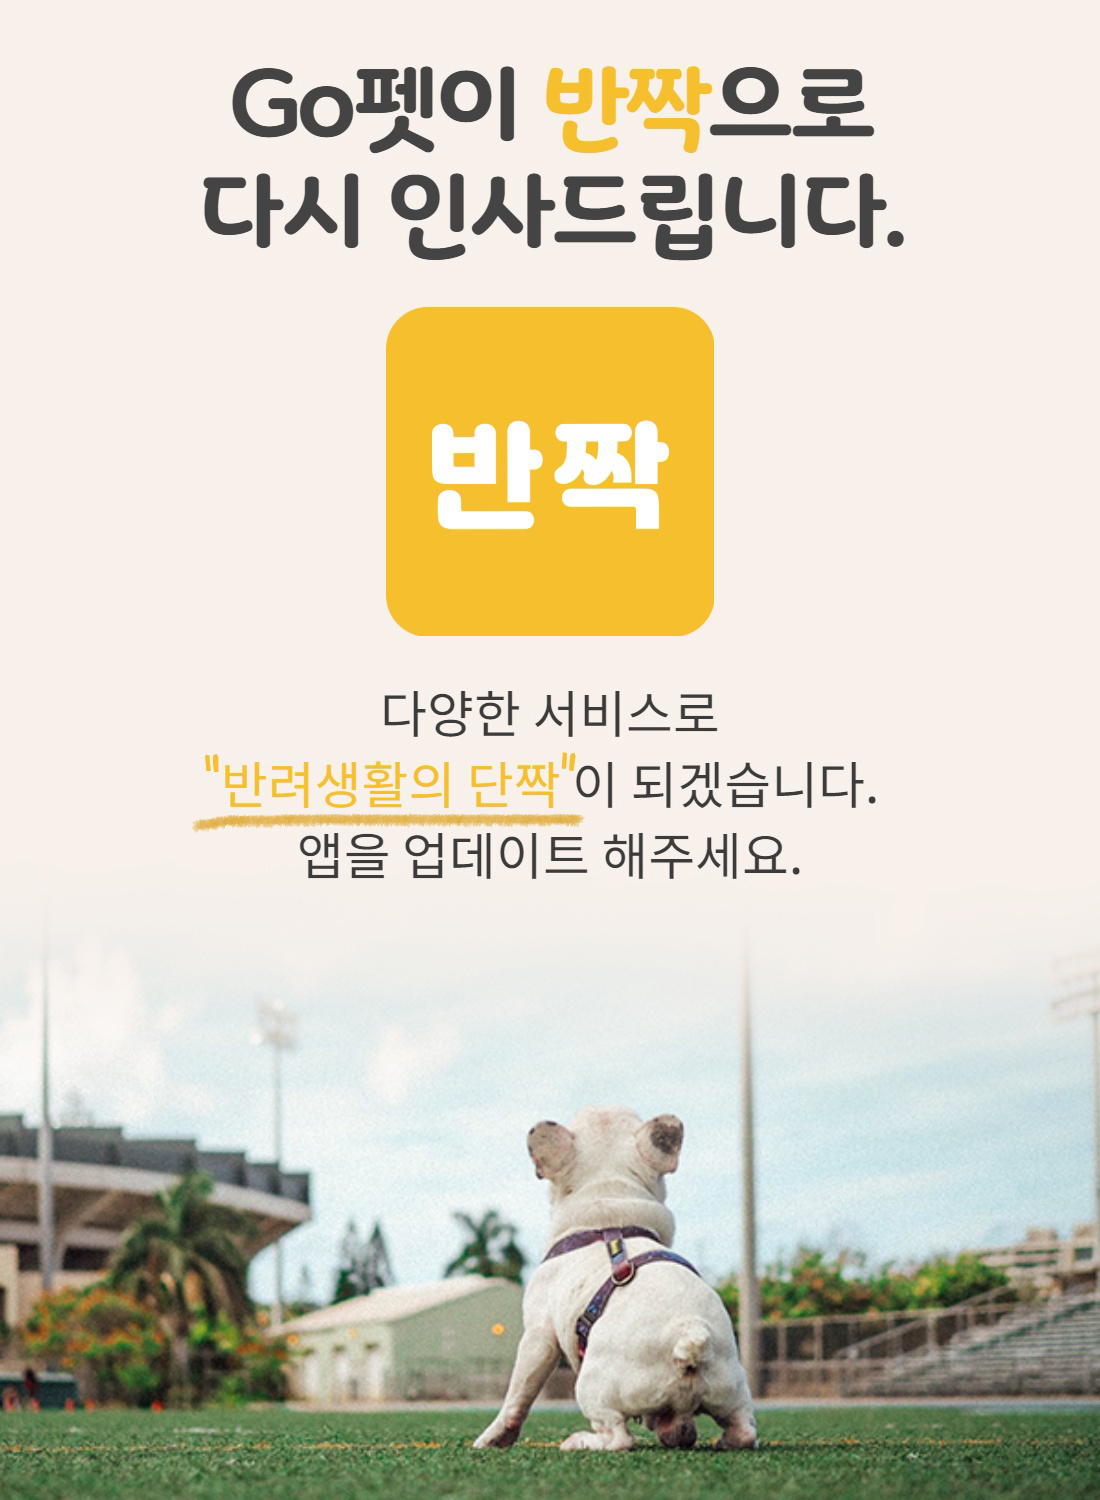 Go펫이 반짝으로
다시 인사드립니다.
반짝
다양한 서비스로
"반려생활의 단짝"이 되겠습니다.
앱을 업데이트 해주세요.